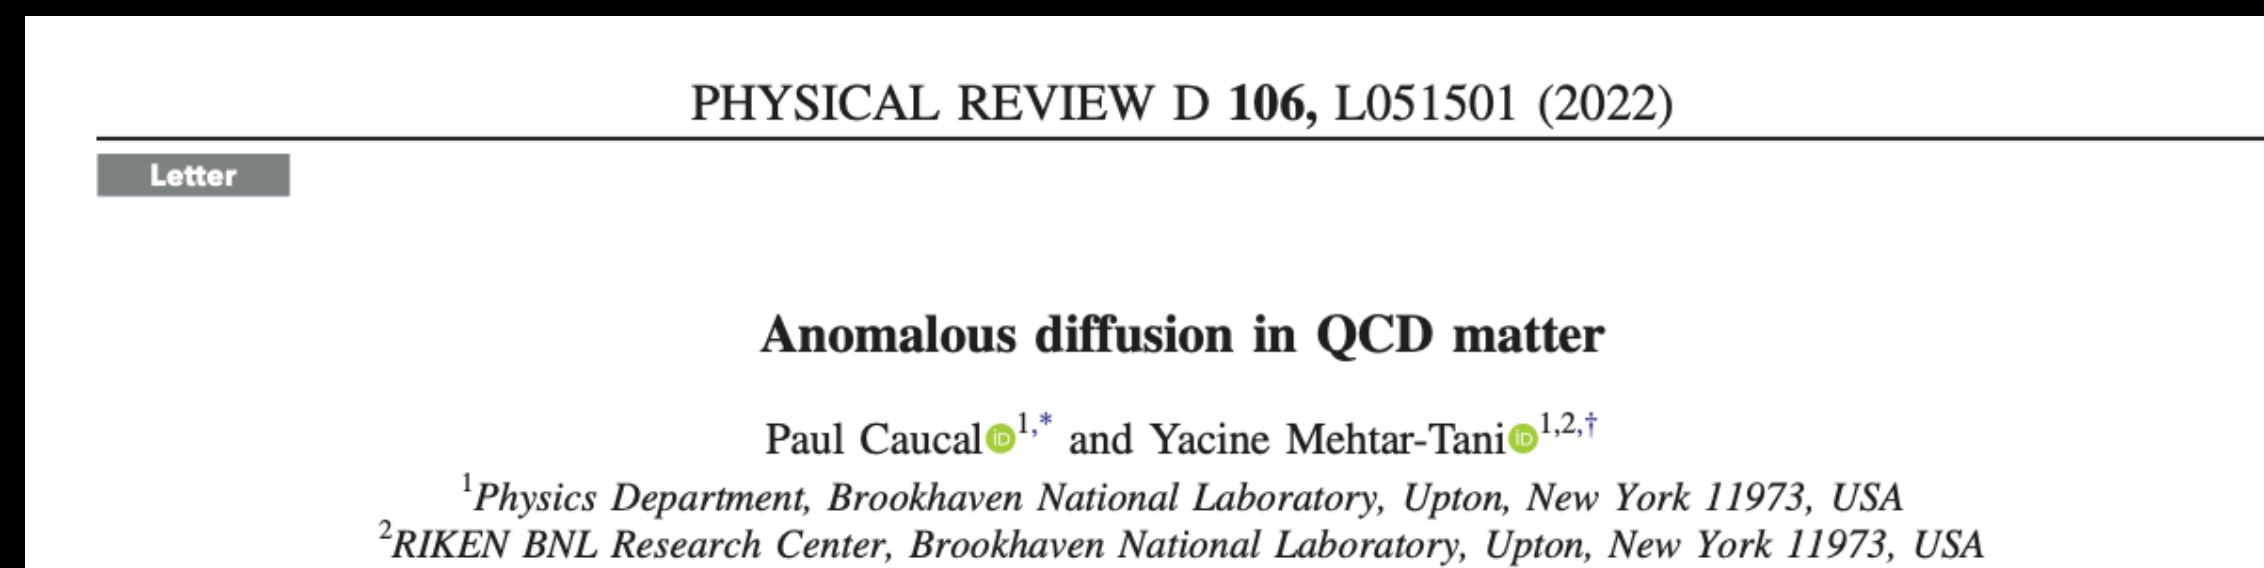 PHYSICAL REVIEW D 106, L051501 (2022)
Letter
Anomalous diffusion in QCD matter
Paul Caucal iD 1,* and Yacine Mehtar-Tani iD 1,2,†
1Physics Department, Brookhaven National Laboratory, Upton, New York 11973, USA
2RIKEN BNL Research Center, Brookhaven National Laboratory, Upton, New York 11973, USA